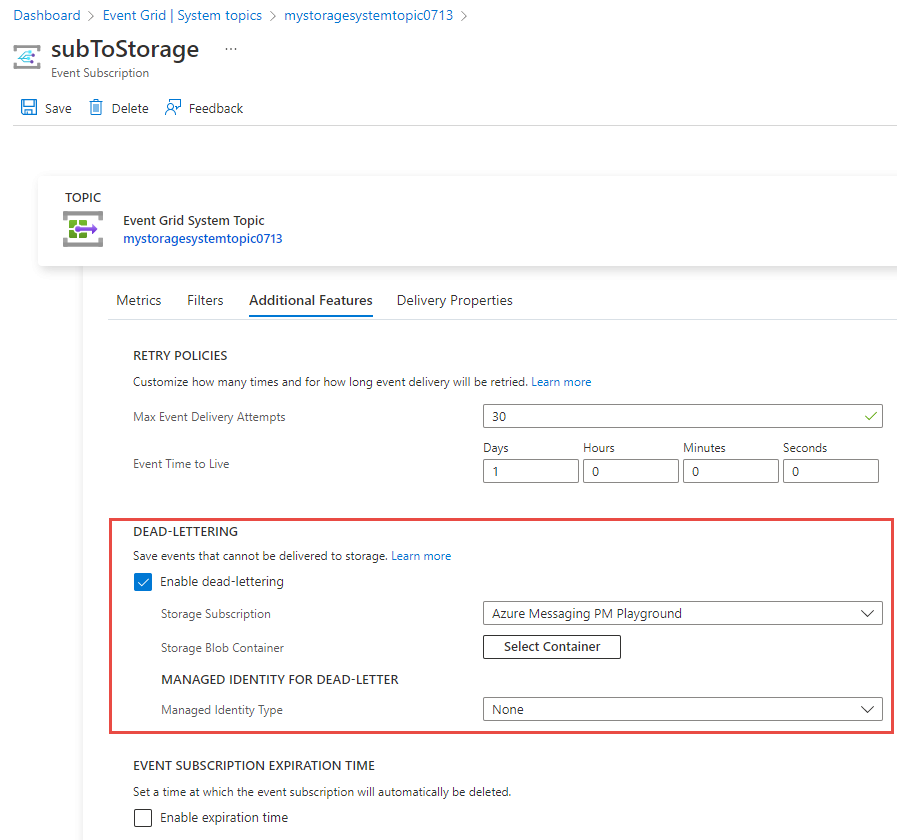 Dashboard > Event Grid | System topics > mystoragesystemtopic0713 >
subToStorage ...
Event Subscription
Save Delete Feedback
TOPIC
Event Grid System Topic
mystoragesystemtopic0713
Metrics Filters Additional Features Delivery Properties
RETRY POLICIES
Customize how many times and for how long event delivery will be retried. Learn more
Max Event Delivery Attempts 30
Days Hours Minutes Seconds
Event Time to Live 1 0 0 0
DEAD-LETTERING
Save events that cannot be delivered to storage. Learn more
Enable dead-lettering
Storage Subscription Azure Messaging PM Playground
Storage Blob Container Select Container
MANAGED IDENTITY FOR DEAD-LETTER
Managed Identity Type None
EVENT SUBSCRIPTION EXPIRATION TIME
Set a time at which the event subscription will automatically be deleted.
Enable expiration time